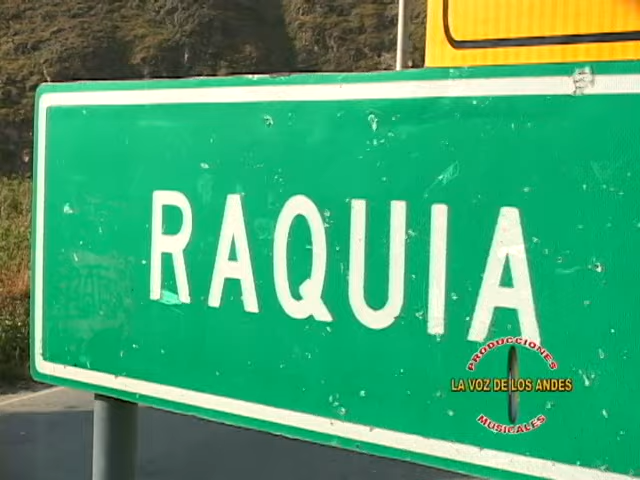 RAQUIA
PRODUCCIONES
LA VOZ DE LOS ANDES
MUSICALES